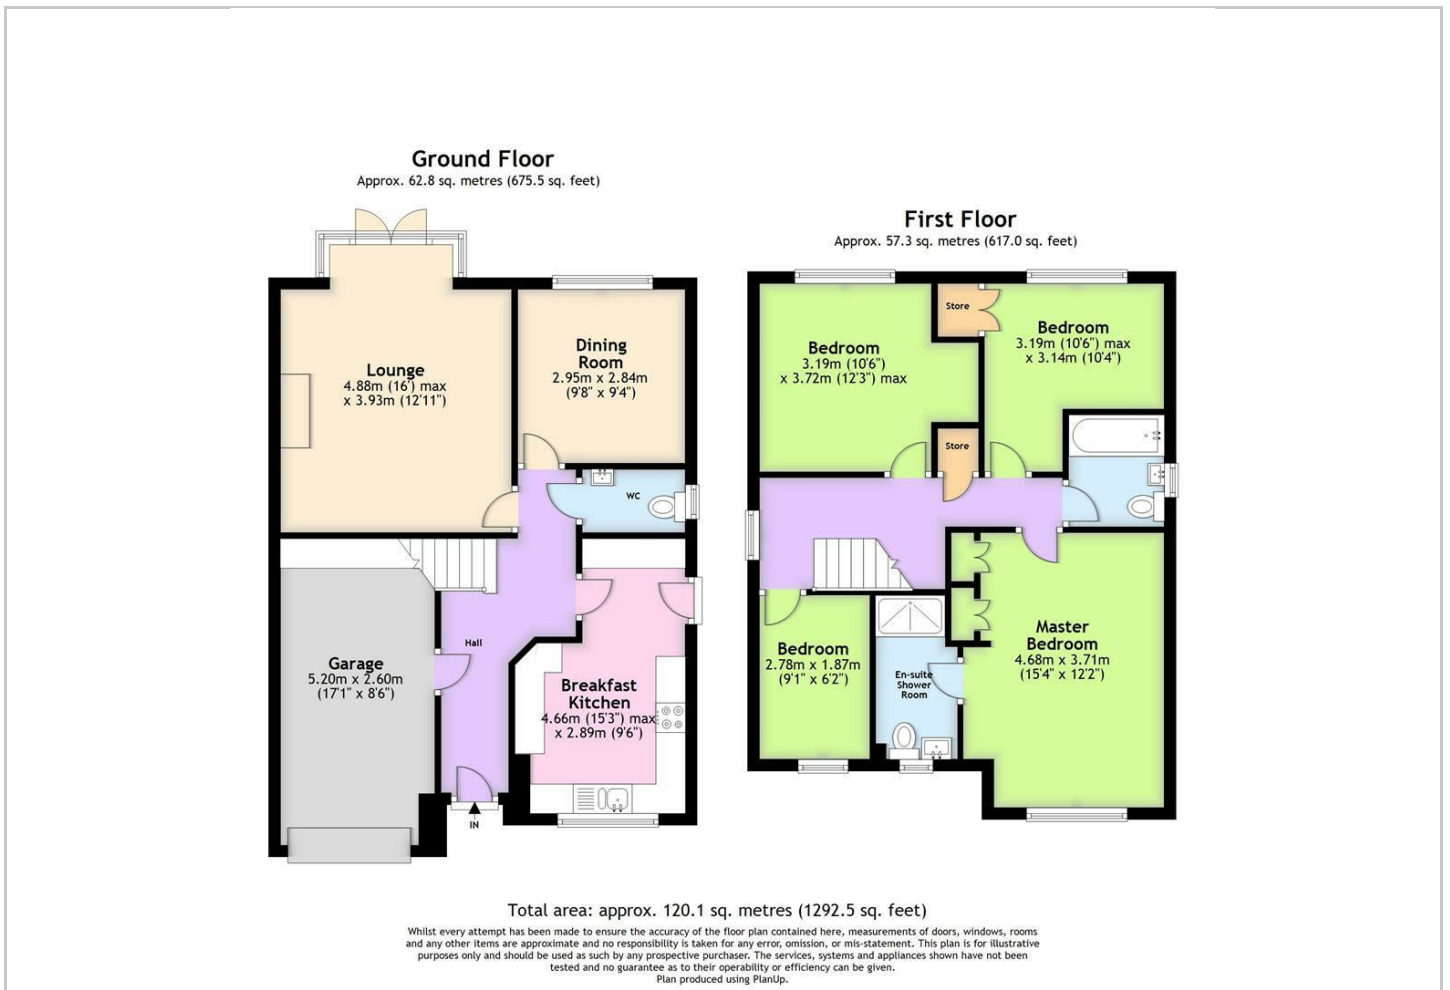 Ground Floor
Approx. 62.8 sq. metres (675.5 sq. feet)
Lounge
4.88m (16') max
x 3.93m (12'11")
Dining
Room
2.95m x 2.84m
(9'8" x 9'4")
WC
Hall
Garage
5.20m x 2.60m
(17'1" x 8'6")
Breakfast
Kitchen
4.66m (15'3") max
x 2.89m (9'6")
IN
First Floor
Approx. 57.3 sq. metres (617.0 sq. feet)
Bedroom
3.19m (10'6")
x 3.72m (12'3") max
Store
Bedroom
3.19m (10'6") max
x 3.14m (10'4")
Store
Bedroom
2.78m x 1.87m
(9'1" x 6'2")
En-suite
Shower
Room
Master
Bedroom
4.68m x 3.71m
(15'4" x 12'2")
Total area: approx. 120.1 sq. metres (1292.5 sq. feet)
Whilst every attempt has been made to ensure the accuracy of the floor plan contained here, measurements of doors, windows, rooms
and any other items are approximate and no responsibility is taken for any error, omission, or mis-statement. This plan is for illustrative
purposes only and should be used as such by any prospective purchaser. The services, systems and appliances shown have not been
tested and no guarantee as to their operability or efficiency can be given.
Plan produced using PlanUp.